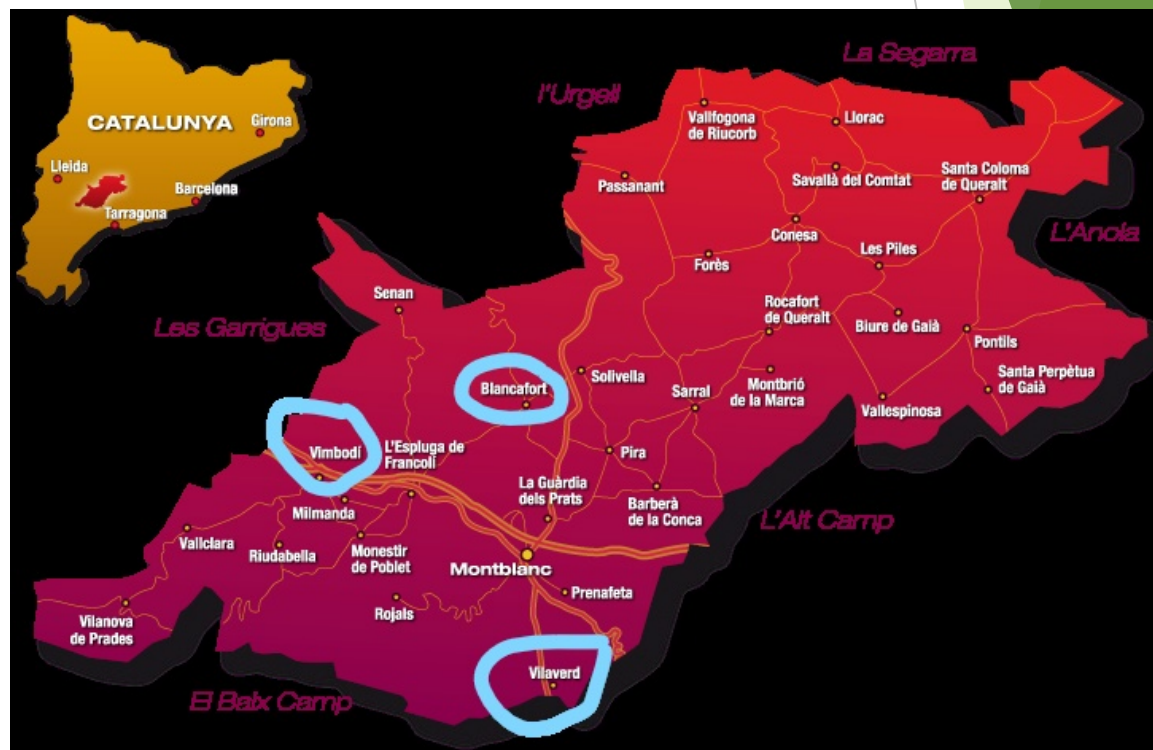 La Segarra
l'Urgell
CATALUNYA
Girona
Lleida
Barcelona
Tarragona
Vallfogona
de Riucorb
Llorac
Passanant
Savallà del Comtat
Santa Coloma
de Queralt
L'Anoia
Conesa
Les Piles
Forès
Senan
Rocafort
de Queralt
Biure de Gaià
Les Garrigues
Pontils
Blancafort
Solivella
Sarral
Montbrió
de la Marca
Santa Perpètua
de Gaià
Vallespinosa
Vimbodí
L'Espluga de
Francolí
Pira
La Guàrdia
dels Prats
Barberà
de la Conca
Milmanda
L'Alt Camp
Vallclara
Riudabella
Monestir
de Poblet
Montblanc
Prenafeta
Rojals
Vilanova
de Prades
Vilaverd
El Baix Camp